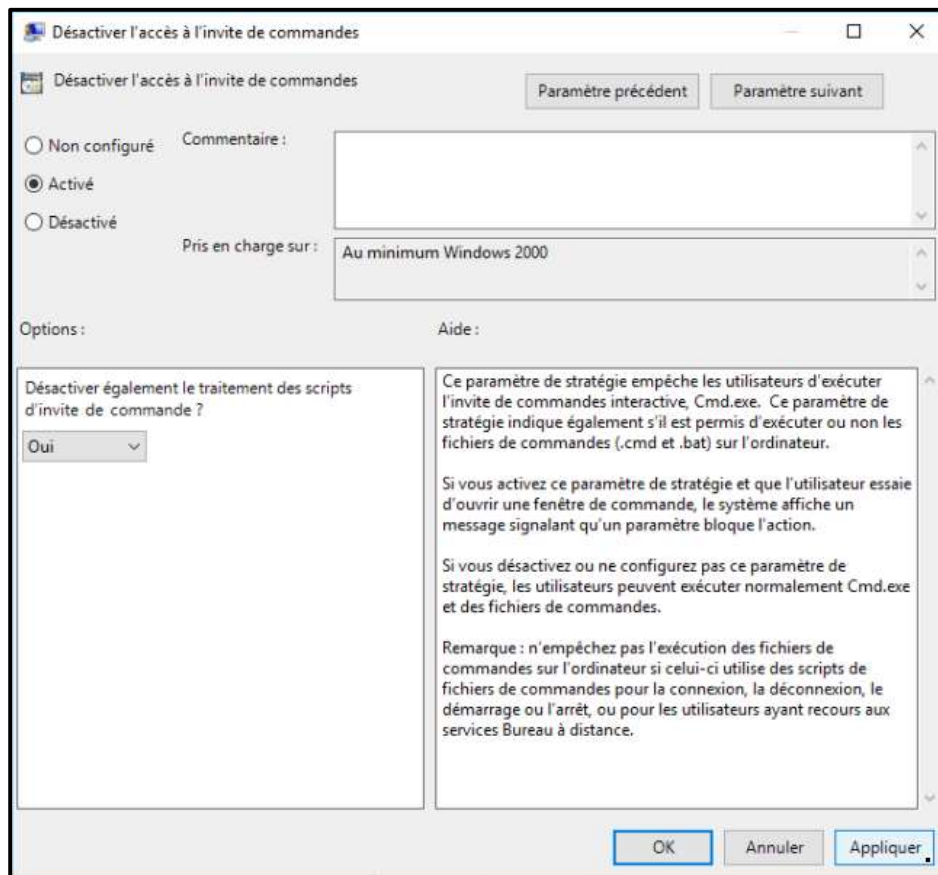 Désactiver l'accès à l'invite de commandes
Désactiver l'accès à l'invite de commandes
Paramètre précédent
Paramètre suivant
Non configuré
Commentaire :
Activé
Désactivé
Pris en charge sur :
Au minimum Windows 2000
Options :
Aide :
Désactiver également le traitement des scripts
d'invite de commande ?
Oui
Ce paramètre de stratégie empêche les utilisateurs d'exécuter
l'invite de commandes interactive, Cmd.exe. Ce paramètre de
stratégie indique également s'il est permis d'exécuter ou non les
fichiers de commandes (.cmd et .bat) sur l'ordinateur.
Si vous activez ce paramètre de stratégie et que l'utilisateur essaie
d'ouvrir une fenêtre de commande, le système affiche un
message signalant qu'un paramètre bloque l'action.
Si vous désactivez ou ne configurez pas ce paramètre de
stratégie, les utilisateurs peuvent exécuter normalement Cmd.exe
et des fichiers de commandes.
Remarque : n'empêchez pas l'exécution des fichiers de
commandes sur l'ordinateur si celui-ci utilise des scripts de
fichiers de commandes pour la connexion, la déconnexion, le
démarrage ou l'arrêt, ou pour les utilisateurs ayant recours aux
services Bureau à distance.
OK
Annuler
Appliquer